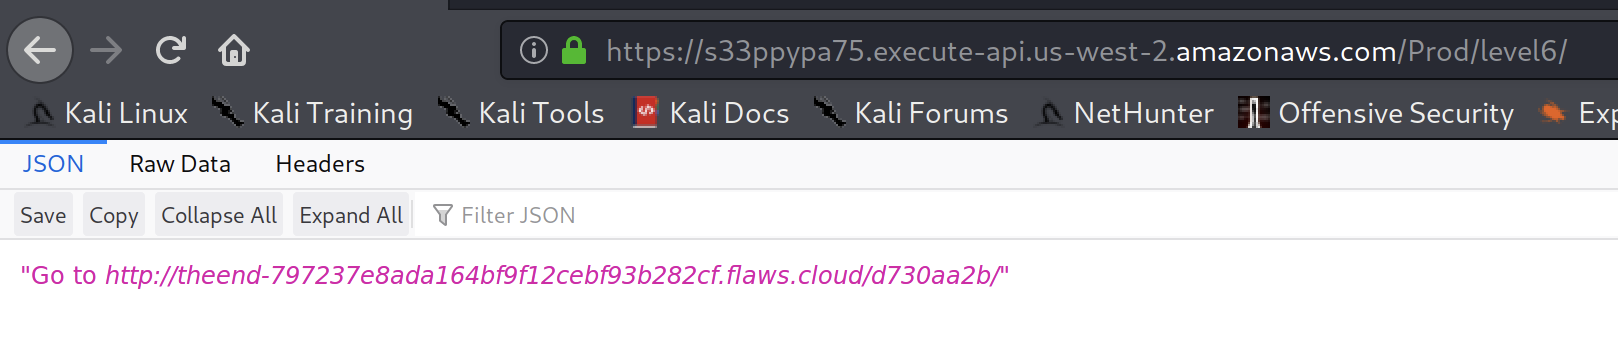 https://s33ppypa75.execute-api.us-west-2.amazonaws.com/Prod/level6/
Kali Linux Kali Training Kali Tools Kali Docs Kali Forums NetHunter Offensive Security Exp
JSON Raw Data Headers
Save Copy Collapse All Expand All Filter JSON
"Go to http://theend-797237e8ada164bf9f12cebf93b282cf.flaws.cloud/d730aa2b/"